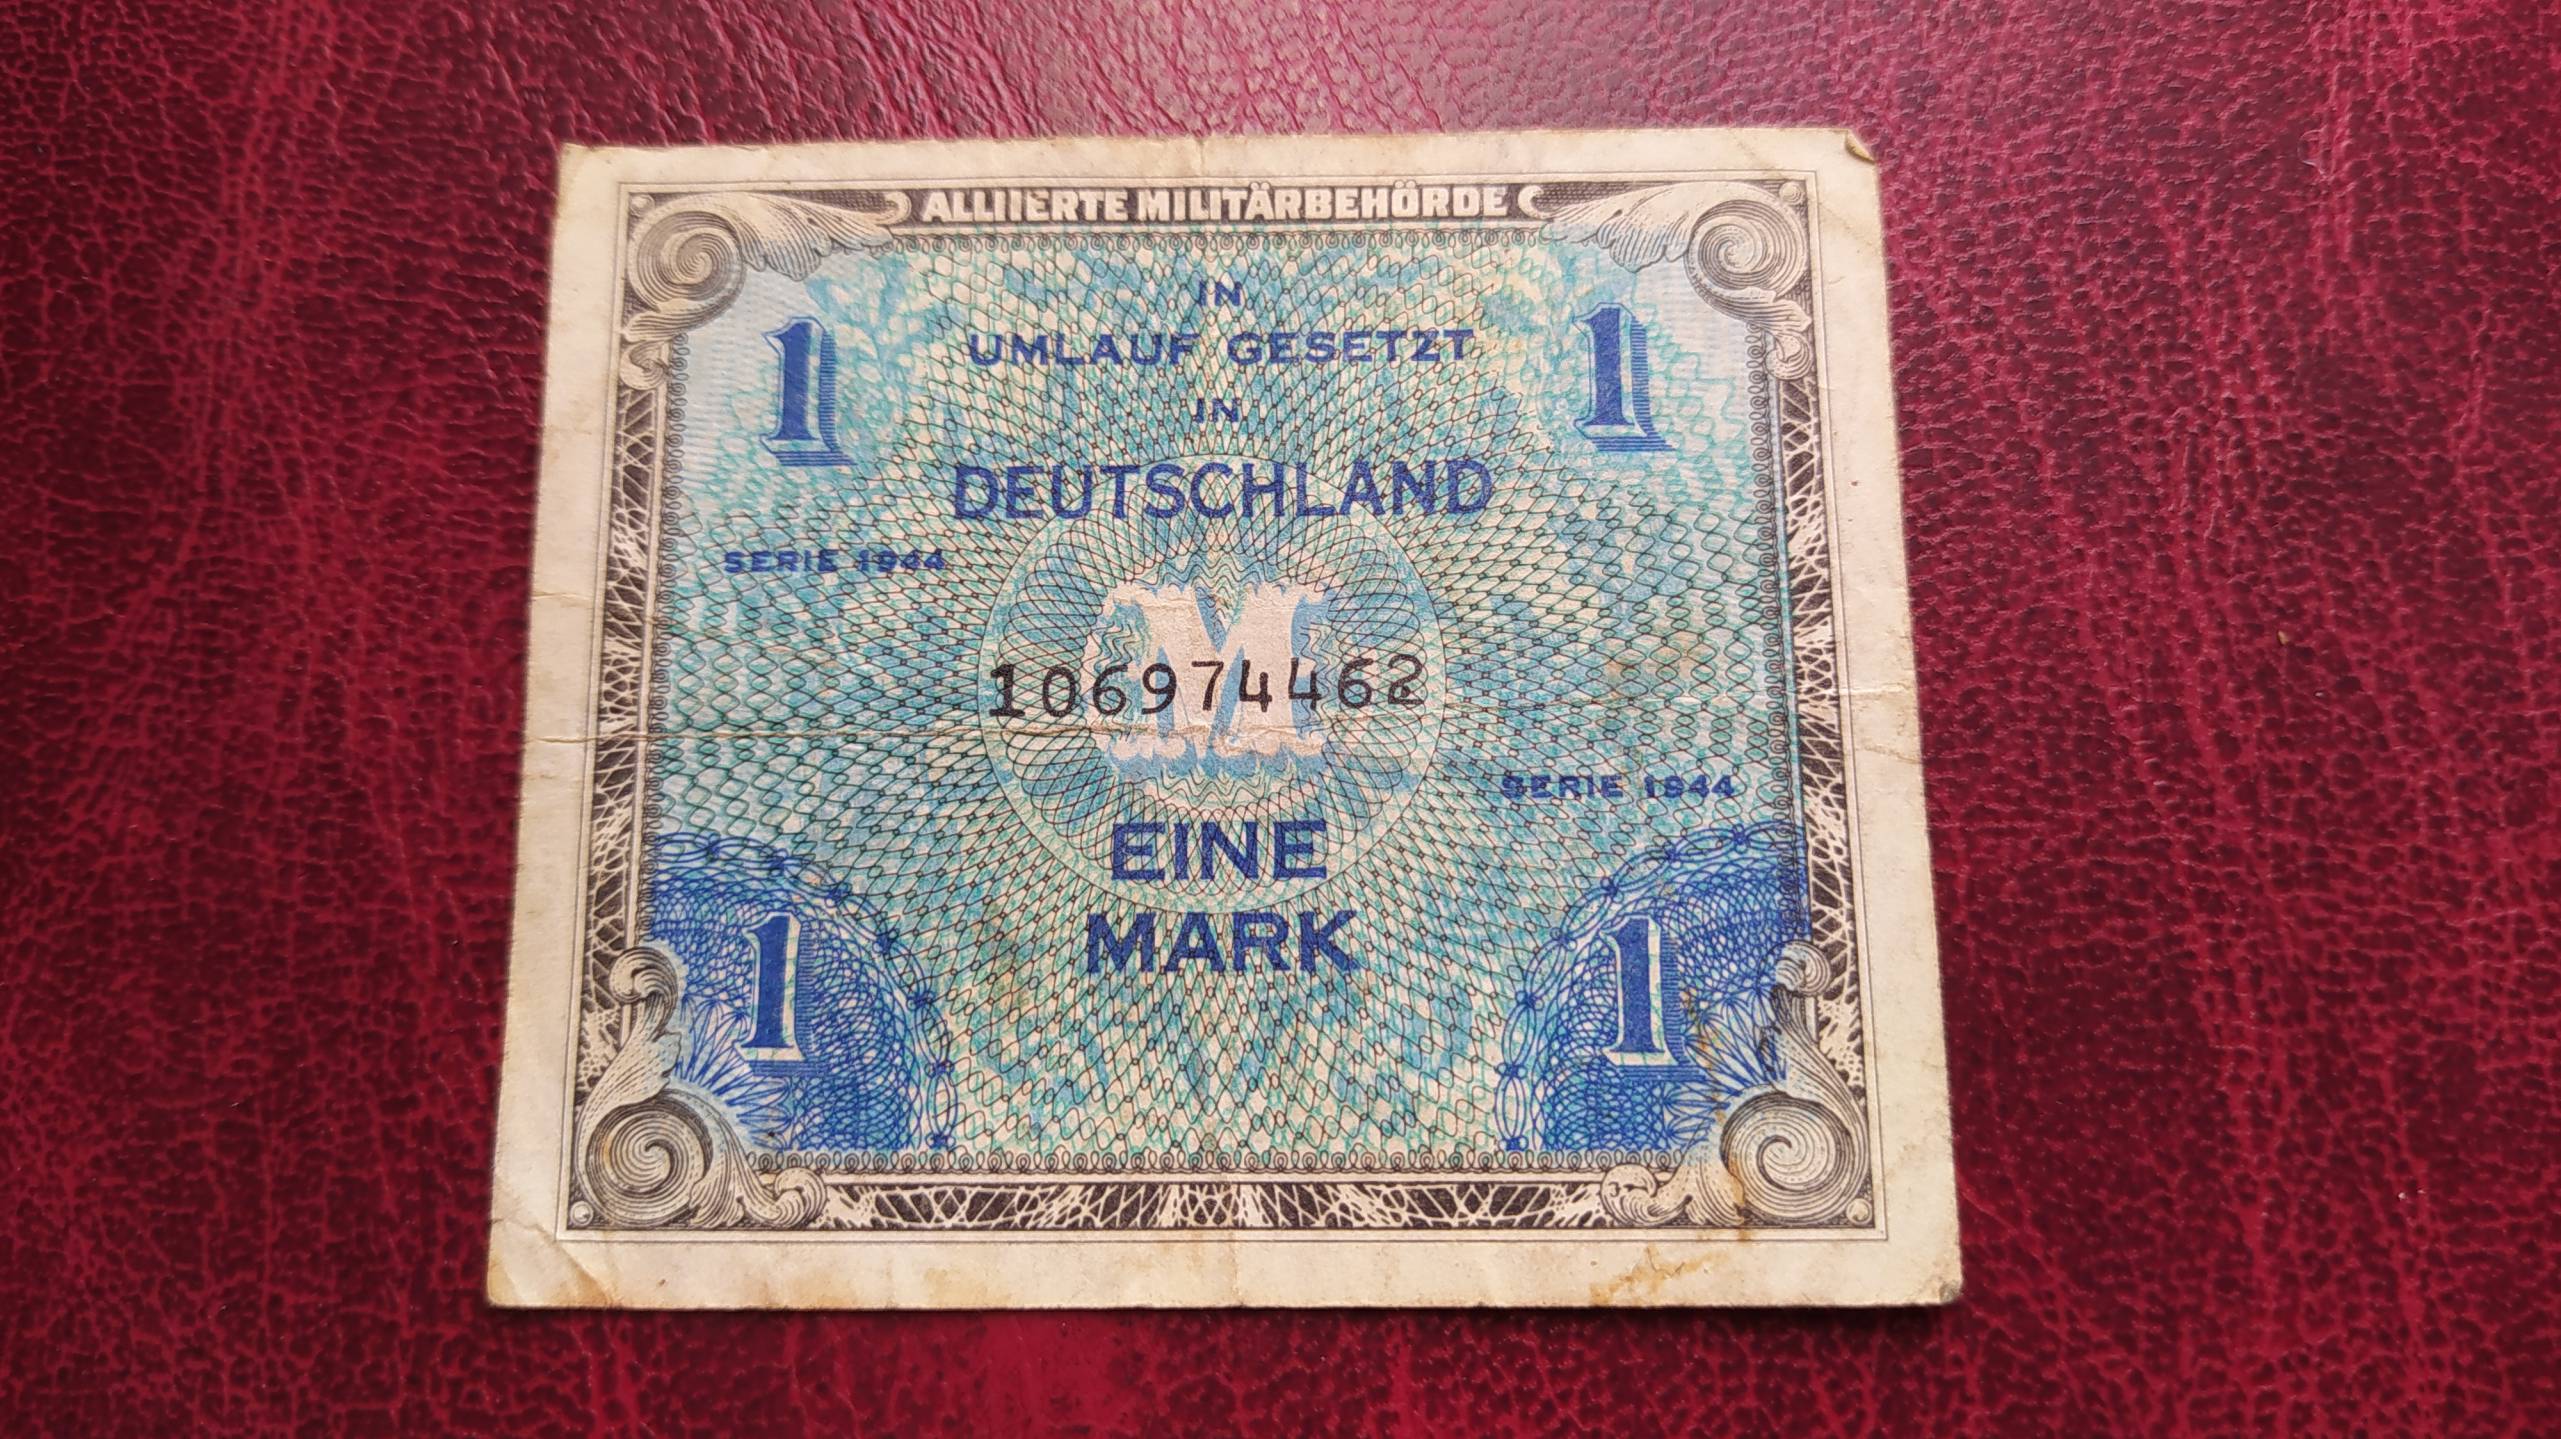 ALLIIERTE MILITÄRBEHÖRDE
IN
1 UMLAUF GESETZT 1
IN
DEUTSCHLAND
SERIE 1944
M
106974462
SERIE 1944
EINE
MARK
1 1